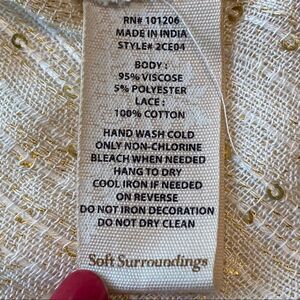 RN# 101206
MADE IN INDIA
STYLE# 2CE04
BODY :
95% VISCOSE
5% POLYESTER
LACE :
100% COTTON
HAND WASH COLD
ONLY NON-CHLORINE
BLEACH WHEN NEEDED
HANG TO DRY
COOL IRON IF NEEDED
ON REVERSE
DO NOT IRON DECORATION
DO NOT DRY CLEAN
Soft Surroundings